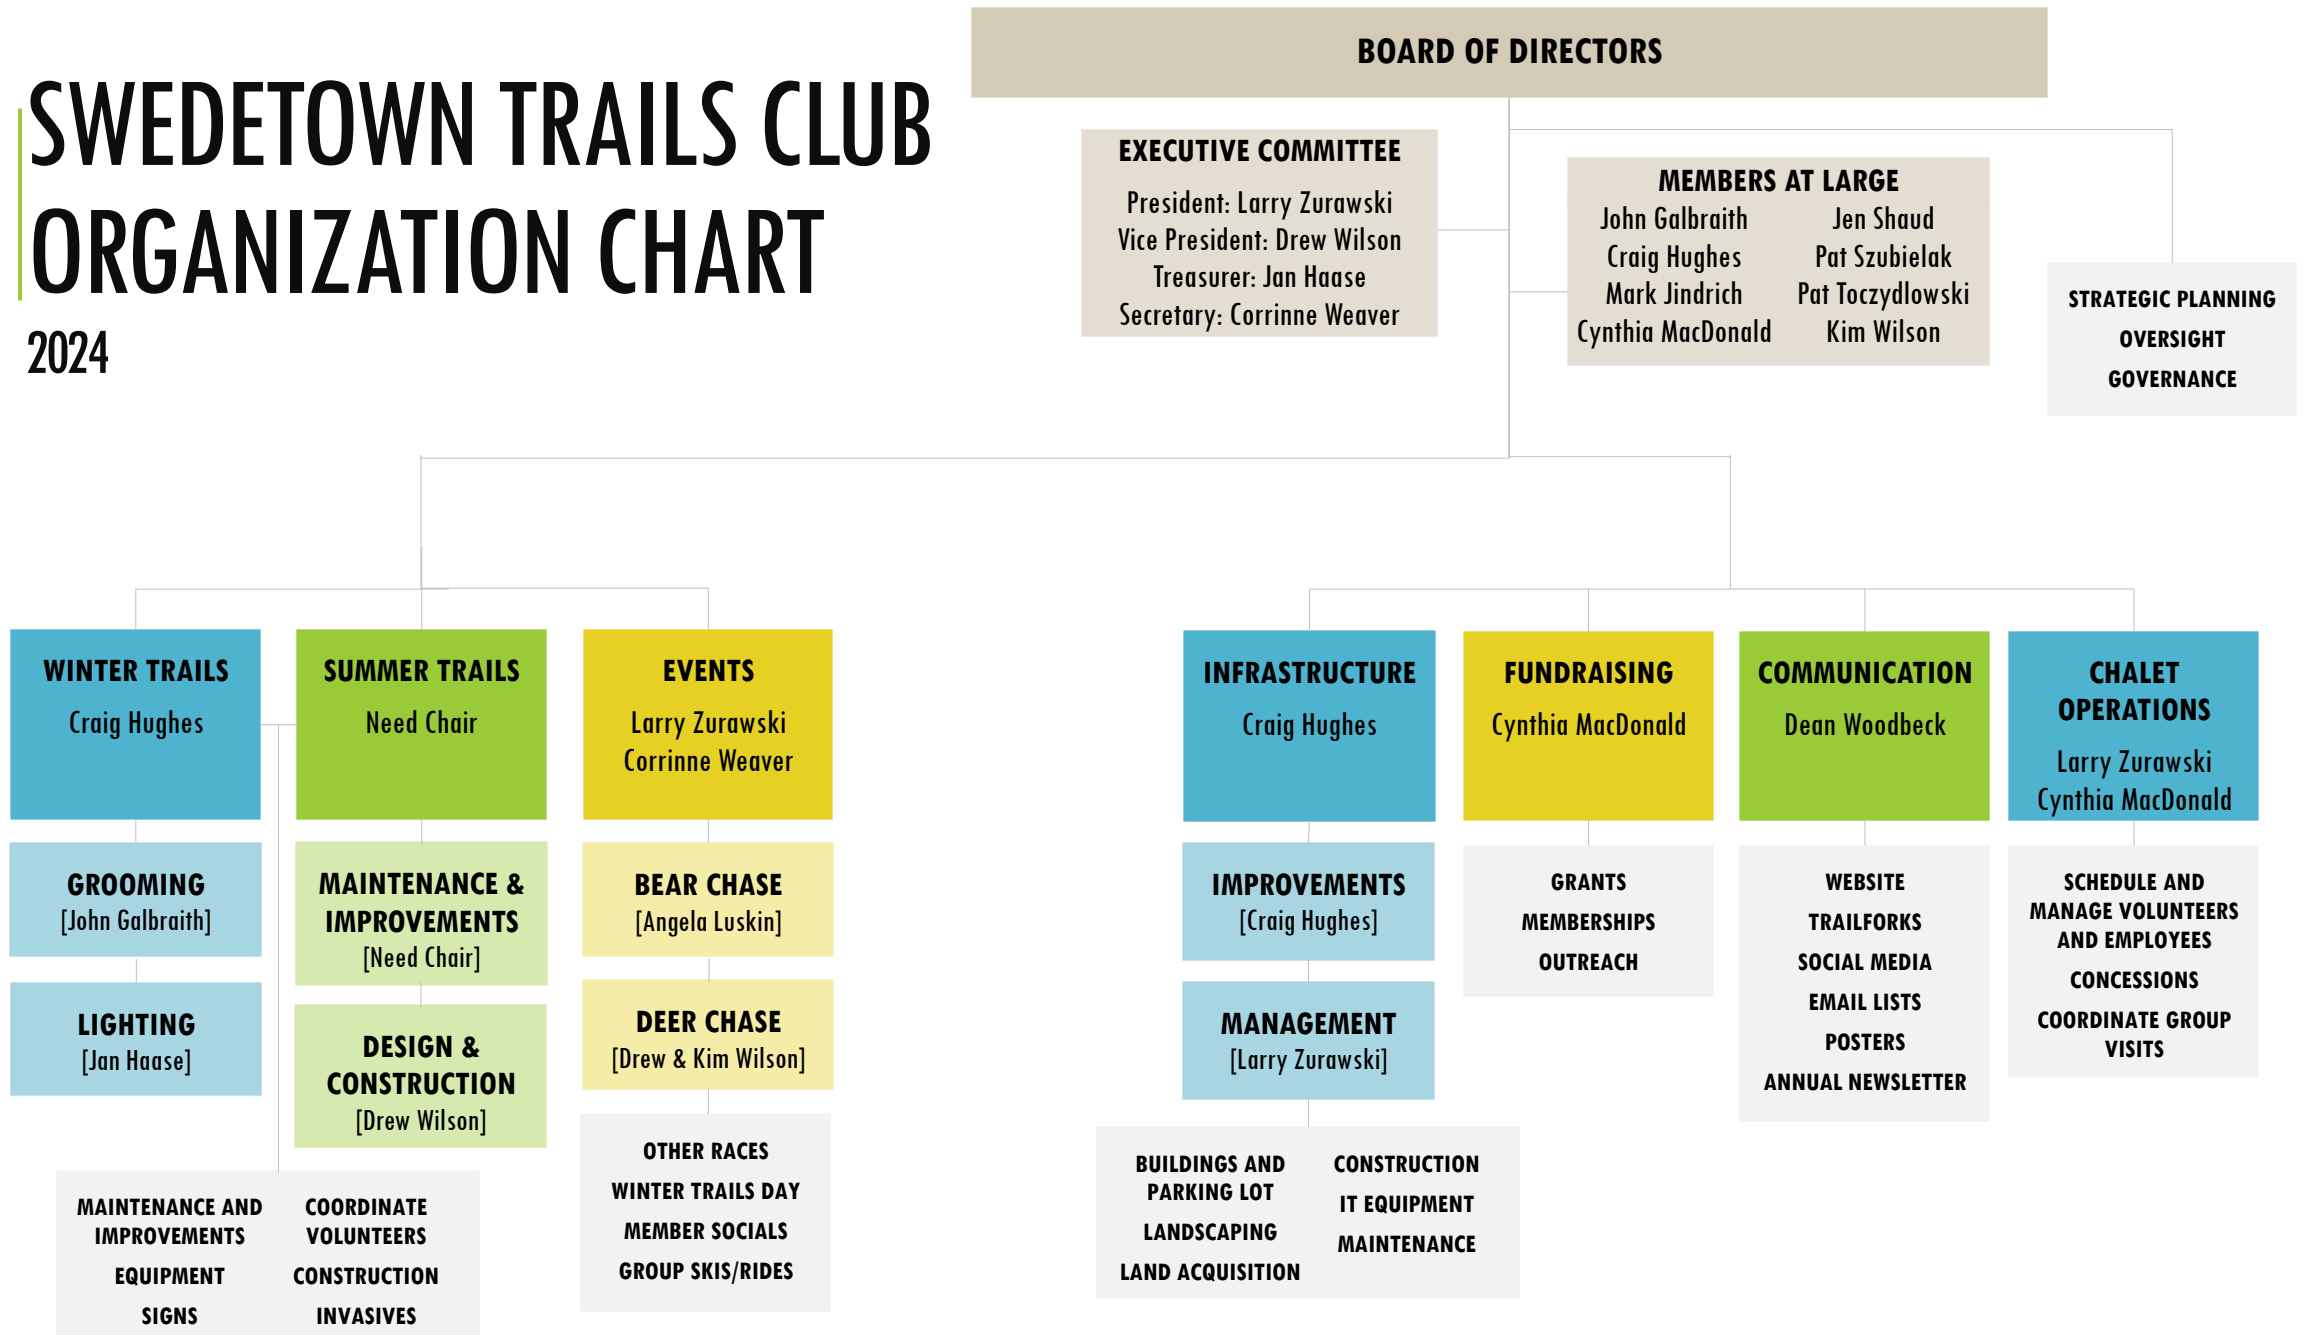 SWEDETOWN TRAILS CLUB
ORGANIZATION CHART
2024
BOARD OF DIRECTORS
EXECUTIVE COMMITTEE
President: Larry Zurawski
Vice President: Drew Wilson
Treasurer: Jan Haase
Secretary: Corrinne Weaver
MEMBERS AT LARGE
John Galbraith
Craig Hughes
Mark Jindrich
Cynthia MacDonald
Jen Shaud
Pat Szubielak
Pat Toczydlowski
Kim Wilson
STRATEGIC PLANNING
OVERSIGHT
GOVERNANCE
WINTER TRAILS
Craig Hughes
GROOMING
[John Galbraith]
LIGHTING
[Jan Haase]
SUMMER TRAILS
Need Chair
MAINTENANCE &
IMPROVEMENTS
[Need Chair]
DESIGN &
CONSTRUCTION
[Drew Wilson]
MAINTENANCE AND
IMPROVEMENTS
EQUIPMENT
SIGNS
COORDINATE
VOLUNTEERS
CONSTRUCTION
INVASIVES
EVENTS
Larry Zurawski
Corrinne Weaver
BEAR CHASE
[Angela Luskin]
DEER CHASE
[Drew & Kim Wilson]
OTHER RACES
WINTER TRAILS DAY
MEMBER SOCIALS
GROUP SKIS/RIDES
INFRASTRUCTURE
Craig Hughes
IMPROVEMENTS
[Craig Hughes]
MANAGEMENT
[Larry Zurawski]
BUILDINGS AND
PARKING LOT
LANDSCAPING
LAND ACQUISITION
CONSTRUCTION
IT EQUIPMENT
MAINTENANCE
FUNDRAISING
Cynthia MacDonald
GRANTS
MEMBERSHIPS
OUTREACH
COMMUNICATION
Dean Woodbeck
WEBSITE
TRAILFORKS
SOCIAL MEDIA
EMAIL LISTS
POSTERS
ANNUAL NEWSLETTER
CHALET
OPERATIONS
Larry Zurawski
Cynthia MacDonald
SCHEDULE AND
MANAGE VOLUNTEERS
AND EMPLOYEES
CONCESSIONS
COORDINATE GROUP
VISITS